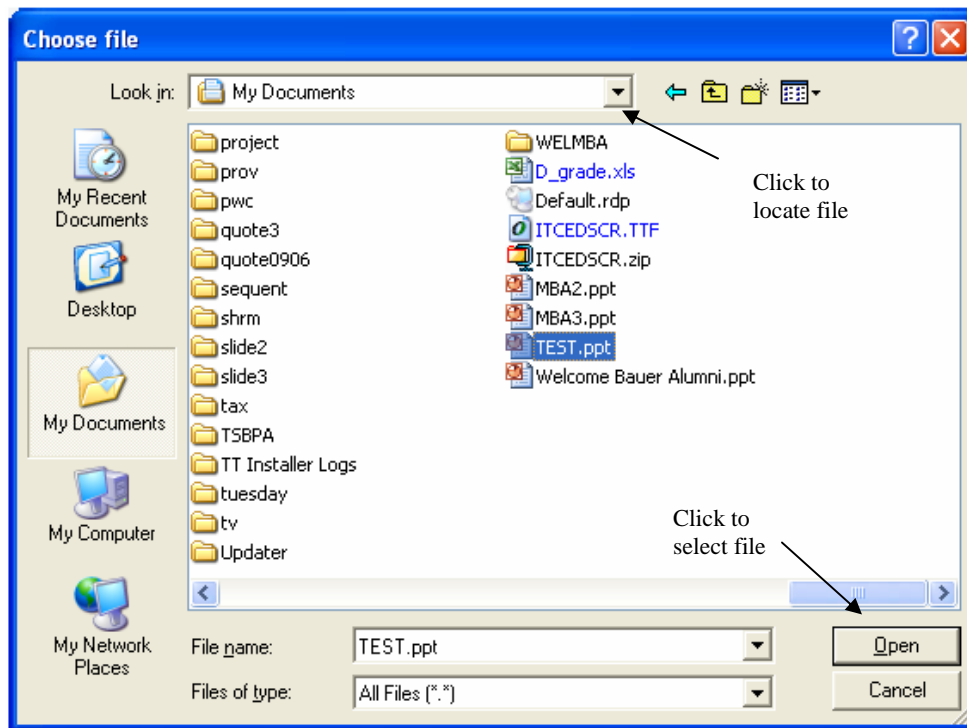 Choose file
Look in:
My Documents
My Recent
Documents
Desktop
My Documents
My Computer
My Network
Places
project
prov
pwc
quote3
quote0906
sequent
shrm
slide2
slide3
tax
TSBPA
TT Installer Logs
tuesday
tv
Updater
WELMBA
D_grade.xls
Default.rdp
ITCEDSCR.TTF
ITCEDSCR.zip
MBA2.ppt
MBA3.ppt
TEST.ppt
Welcome Bauer Alumni.ppt
Click to
locate file
Click to
select file
File name:
TEST.ppt
Open
Files of type:
All Files (*.*)
Cancel